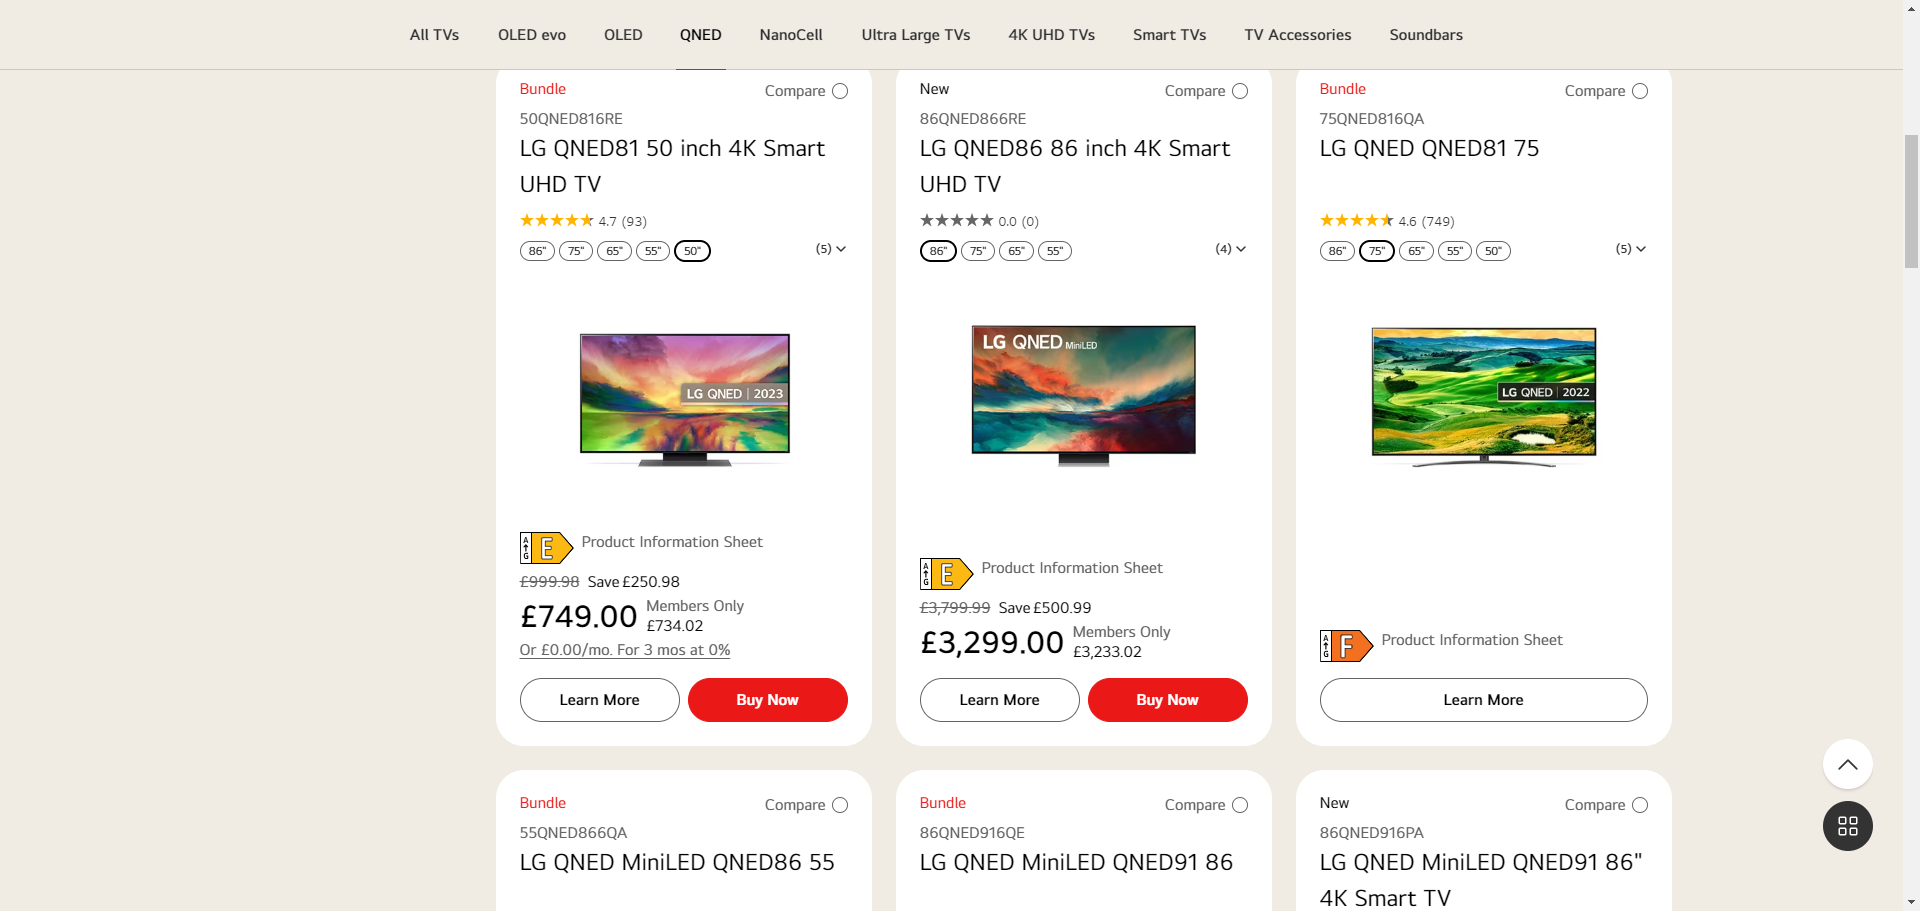 All TVs
OLED evo
OLED
QNED
NanoCell
Ultra Large TVs
4K UHD TVs
Smart TVs
TV Accessories
Soundbars
Bundle
Compare
50QNED816RE
LG QNED81 50 inch 4K Smart
UHD TV
4.7 (93)
86"
75"
65"
55"
50"
(5)
LG QNED | 2023
A
G
E
Product Information Sheet
£999.98 Save £250.98
£749.00
Members Only
£734.02
Or £0.00/mo. For 3 mos at 0%
Learn More
Buy Now
New
Compare
86QNED866RE
LG QNED86 86 inch 4K Smart
UHD TV
0.0 (0)
86"
75"
65"
55"
(4)
LG QNED MiniLED
A
G
E
Product Information Sheet
£3,799.99 Save £500.99
£3,299.00
Members Only
£3,233.02
Learn More
Buy Now
Bundle
Compare
75QNED816QA
LG QNED QNED81 75
4.6 (749)
86"
75"
65"
55"
50"
(5)
LG QNED | 2022
A
G
F
Product Information Sheet
Learn More
Bundle
Compare
55QNED866QA
LG QNED MiniLED QNED86 55
Bundle
Compare
86QNED916QE
LG QNED MiniLED QNED91 86
New
Compare
86QNED916PA
LG QNED MiniLED QNED91 86"
4K Smart TV